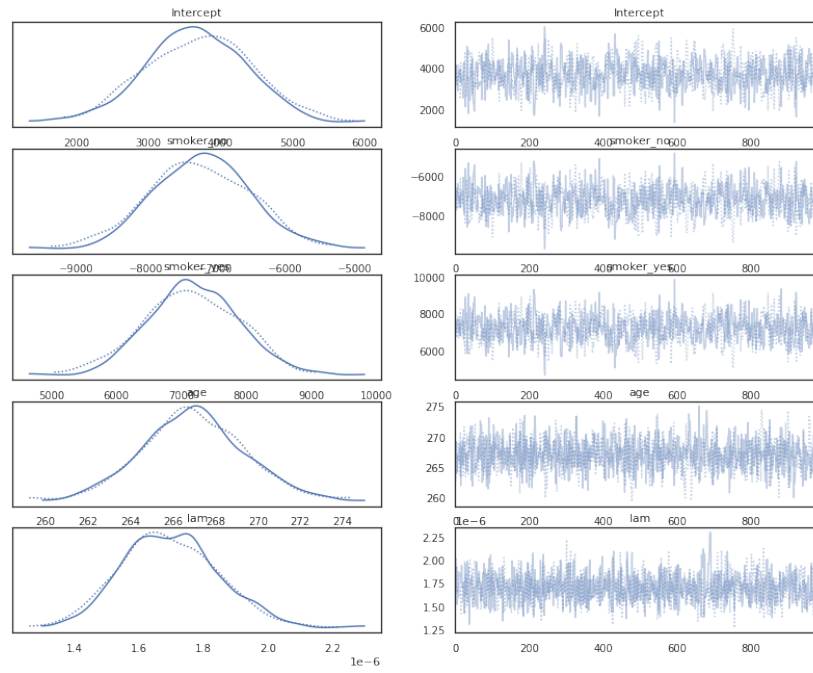 Intercept Intercept
6000
4000
2000
2000 3000 4000 5000 6000 0 200 400 600 800
smoker_no smoker_no
−6000
−8000
−9000 −8000 −7000 −6000 −5000 0 200 400 600 800
smoker_yes smoker_yes
10000
8000
6000
5000 6000 7000 8000 9000 10000 0 200 400 600 800
age age
275
270
265
260
260 262 264 266 268 270 272 274 0 200 400 600 800
lam 1e−6 lam
2.25
2.00
1.75
1.50
1.25
1.4 1.6 1.8 2.0 2.2 0 200 400 600 800
1e−6